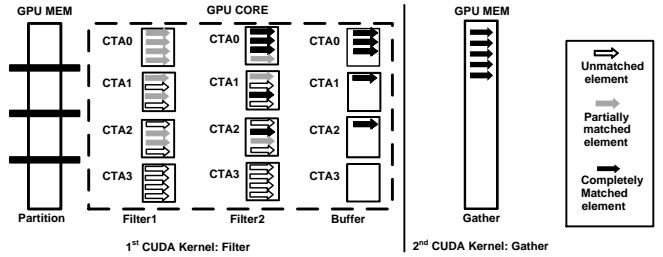 GPU MEM
GPU CORE
GPU MEM
CTA0
CTA0
CTA0
CTA1
CTA1
CTA1
CTA2
CTA2
CTA2
CTA3
CTA3
CTA3
Unmatched
element
Partially
matched
element
Completely
Matched
element
Partition
Filter1
Filter2
Buffer
Gather
1st CUDA Kernel: Filter
2nd CUDA Kernel: Gather